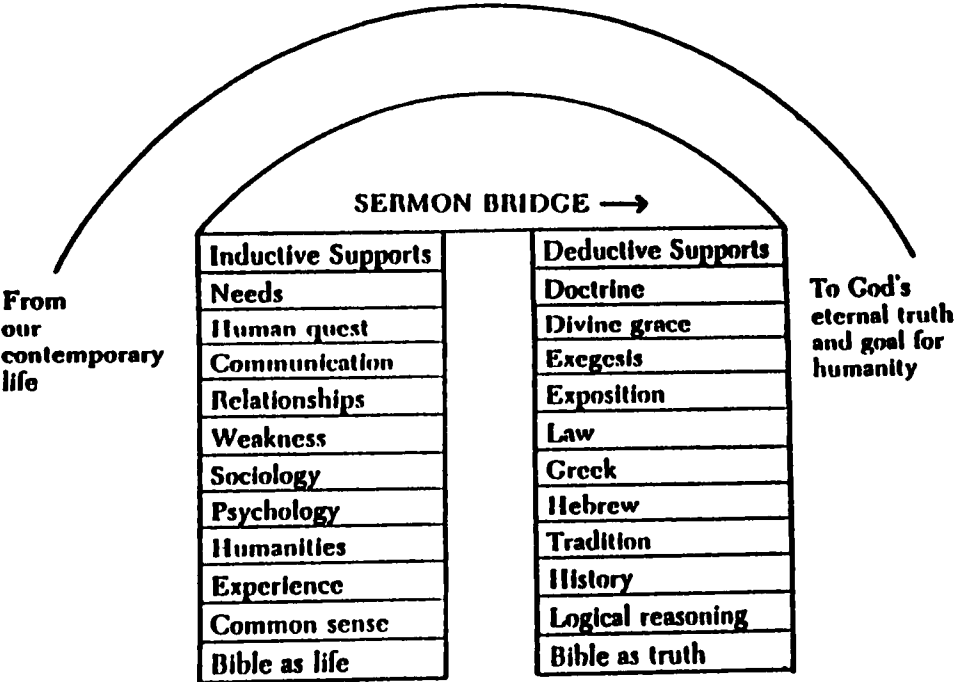 SERMON BRIDGE →
From
our
contemporary
life
Inductive Supports
Needs
Human quest
Communication
Relationships
Weakness
Sociology
Psychology
Humanities
Experience
Common sense
Bible as life
Deductive Supports
Doctrine
Divine grace
Exegesis
Exposition
Law
Greek
Hebrew
Tradition
History
Logical reasoning
Bible as truth
To God's
eternal truth
and goal for
humanity